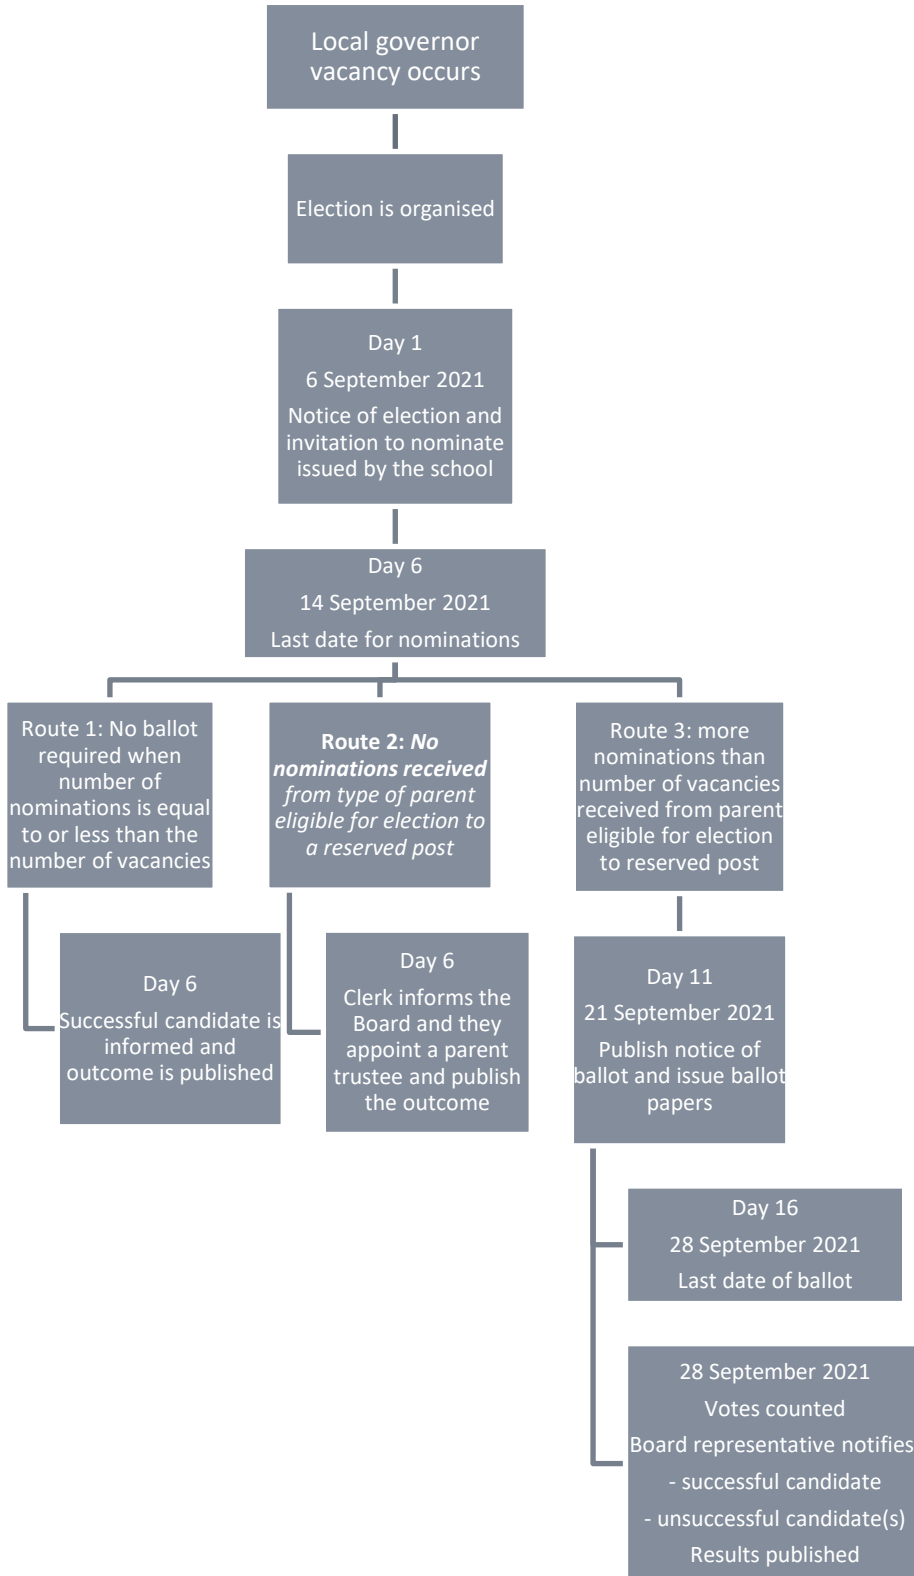 Local governor
vacancy occurs
Election is organised
Day 1
6 September 2021
Notice of election and
invitation to nominate
issued by the school
Day 6
14 September 2021
Last date for nominations
Route 1: No ballot
required when
number of
nominations is equal
to or less than the
number of vacancies
Day 6
Successful candidate is
informed and
outcome is published
Route 2: No
nominations received
from type of parent
eligible for election to
a reserved post
Day 6
Clerk informs the
Board and they
appoint a parent
trustee and publish
the outcome
Route 3: more
nominations than
number of vacancies
received from parent
eligible for election
to reserved post
Day 11
21 September 2021
Publish notice of
ballot and issue ballot
papers
Day 16
28 September 2021
Last date of ballot
28 September 2021
Votes counted
Board representative notifies
- successful candidate
- unsuccessful candidate(s)
Results published